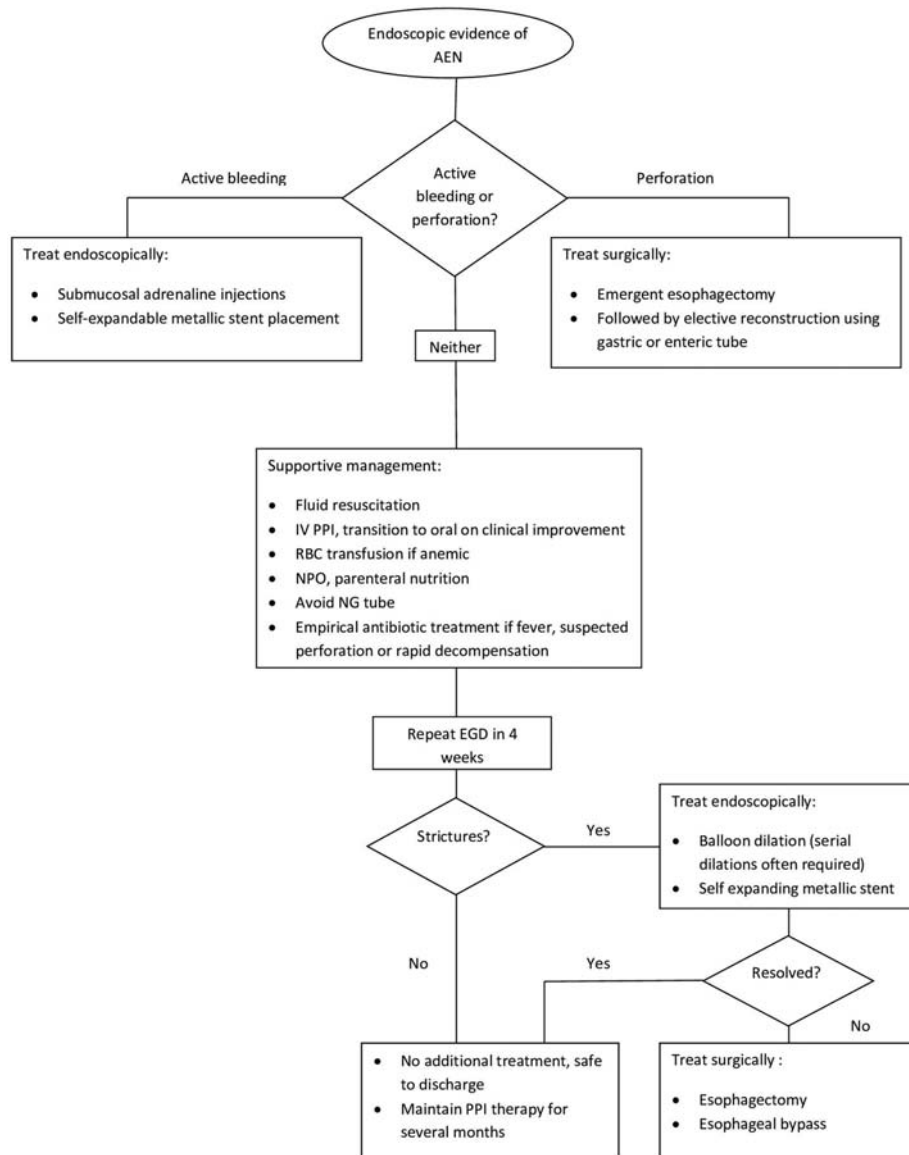 Endoscopic evidence of
AEN
Active
bleeding or
perforation?
Active bleeding
Perforation
Treat endoscopically:
• Submucosal adrenaline injections
• Self-expandable metallic stent placement
Treat surgically:
• Emergent esophagectomy
• Followed by elective reconstruction using
gastric or enteric tube
Neither
Supportive management:
• Fluid resuscitation
• IV PPI, transition to oral on clinical improvement
• RBC transfusion if anemic
• NPO, parenteral nutrition
• Avoid NG tube
• Empirical antibiotic treatment if fever, suspected
perforation or rapid decompensation
Repeat EGD in 4
weeks
Strictures?
Yes
Treat endoscopically:
• Balloon dilation (serial
dilations often required)
• Self expanding metallic stent
No
Yes
Resolved?
No
• No additional treatment, safe
to discharge
• Maintain PPI therapy for
several months
Treat surgically :
• Esophagectomy
• Esophageal bypass